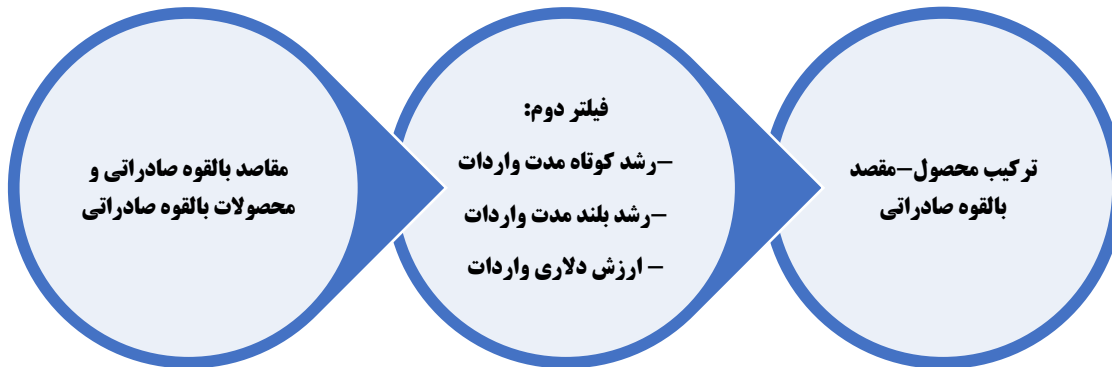 مقاصد بالقوه صادراتی و
محصولات بالقوه صادراتی
فیلتر دوم:
–رشد کوتاه مدت واردات
–رشد بلند مدت واردات
– ارزش دلاری واردات
ترکیب محصول–مقصد
بالقوه صادراتی